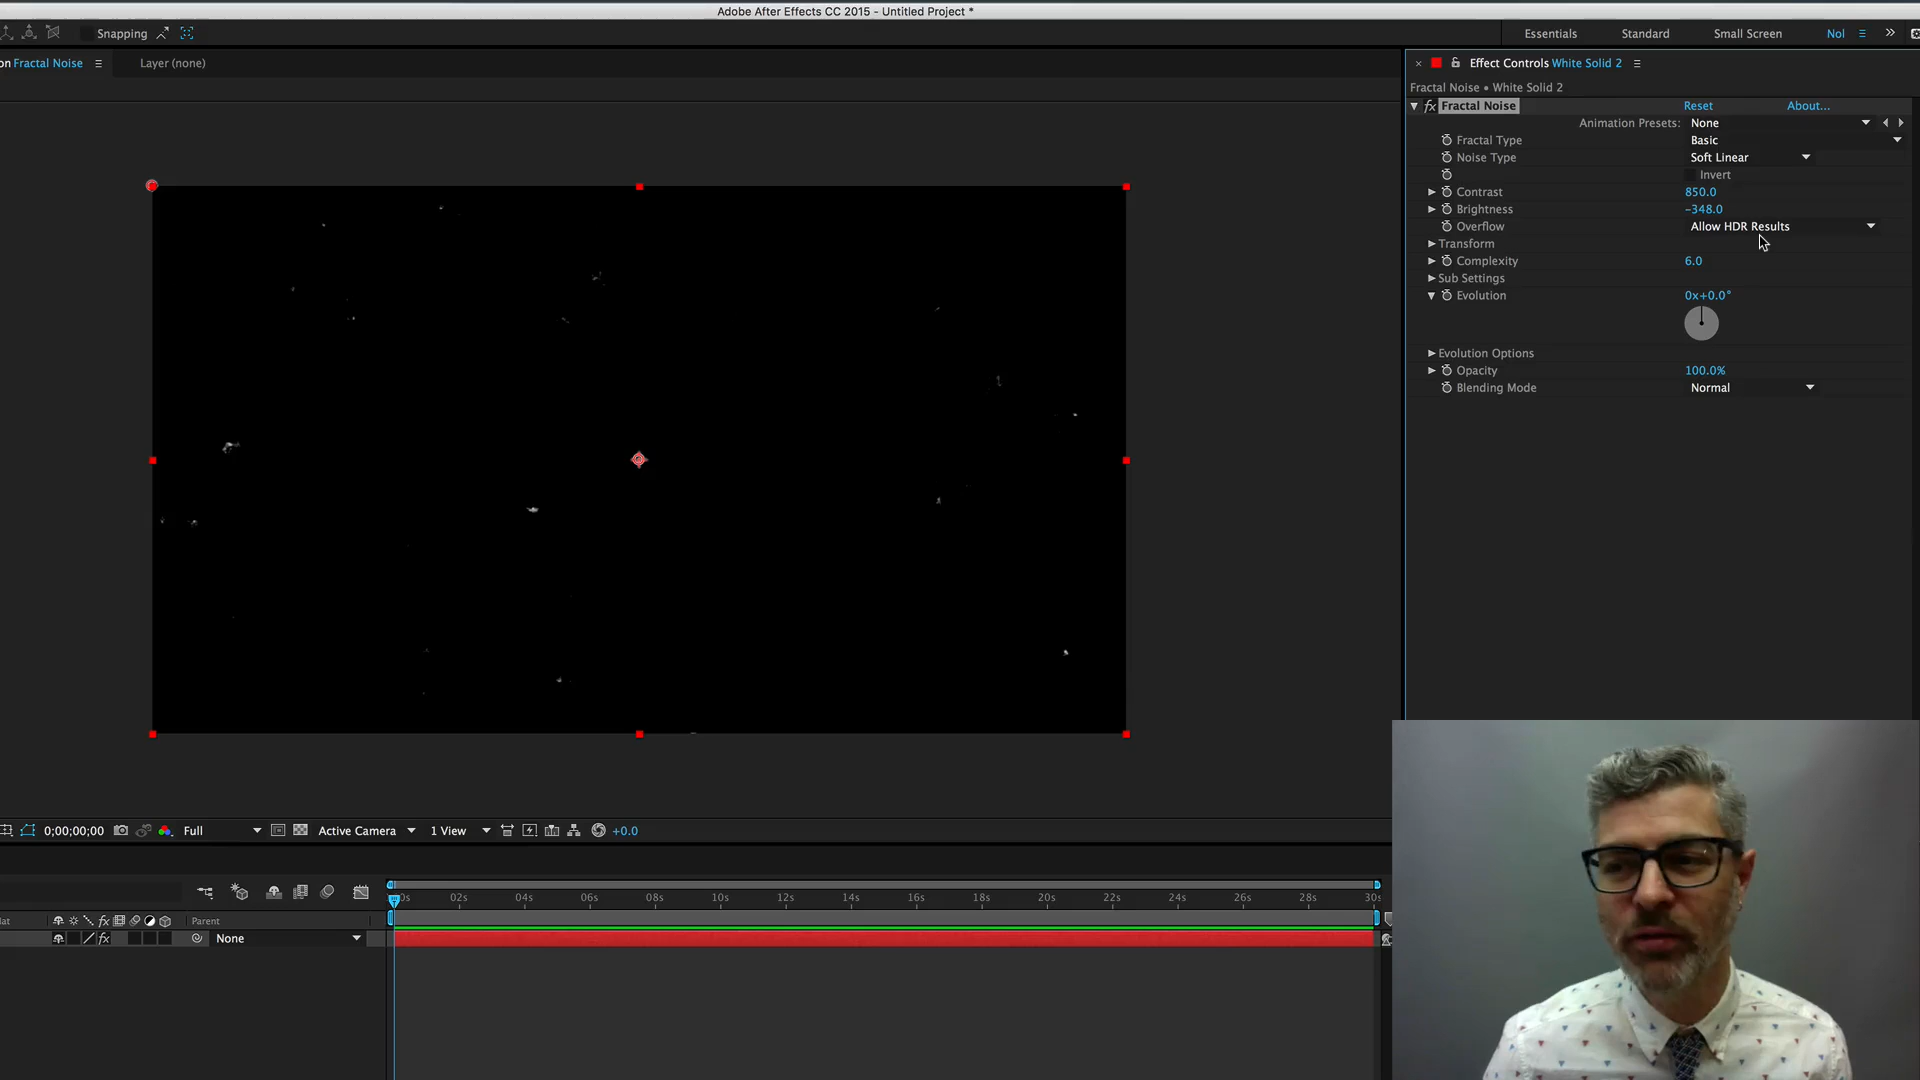 Adobe After Effects CC 2015 - Untitled Project *
Snapping
Essentials Standard Small Screen Nol
on Fractal Noise Layer (none)
Effect Controls White Solid 2
Fractal Noise • White Solid 2
fx Fractal Noise Reset About...
Animation Presets: None
Fractal Type Basic
Noise Type Soft Linear
Invert
Contrast 850.0
Brightness -348.0
Overflow Allow HDR Results
Transform
Complexity 6.0
Sub Settings
Evolution 0x+0.0°
Evolution Options
Opacity 100.0%
Blending Mode Normal
0;00;00;00 Full Active Camera 1 View +0.0
0s 02s 04s 06s 08s 10s 12s 14s 16s 18s 20s 22s 24s 26s 28s 30s
fx Parent
fx None